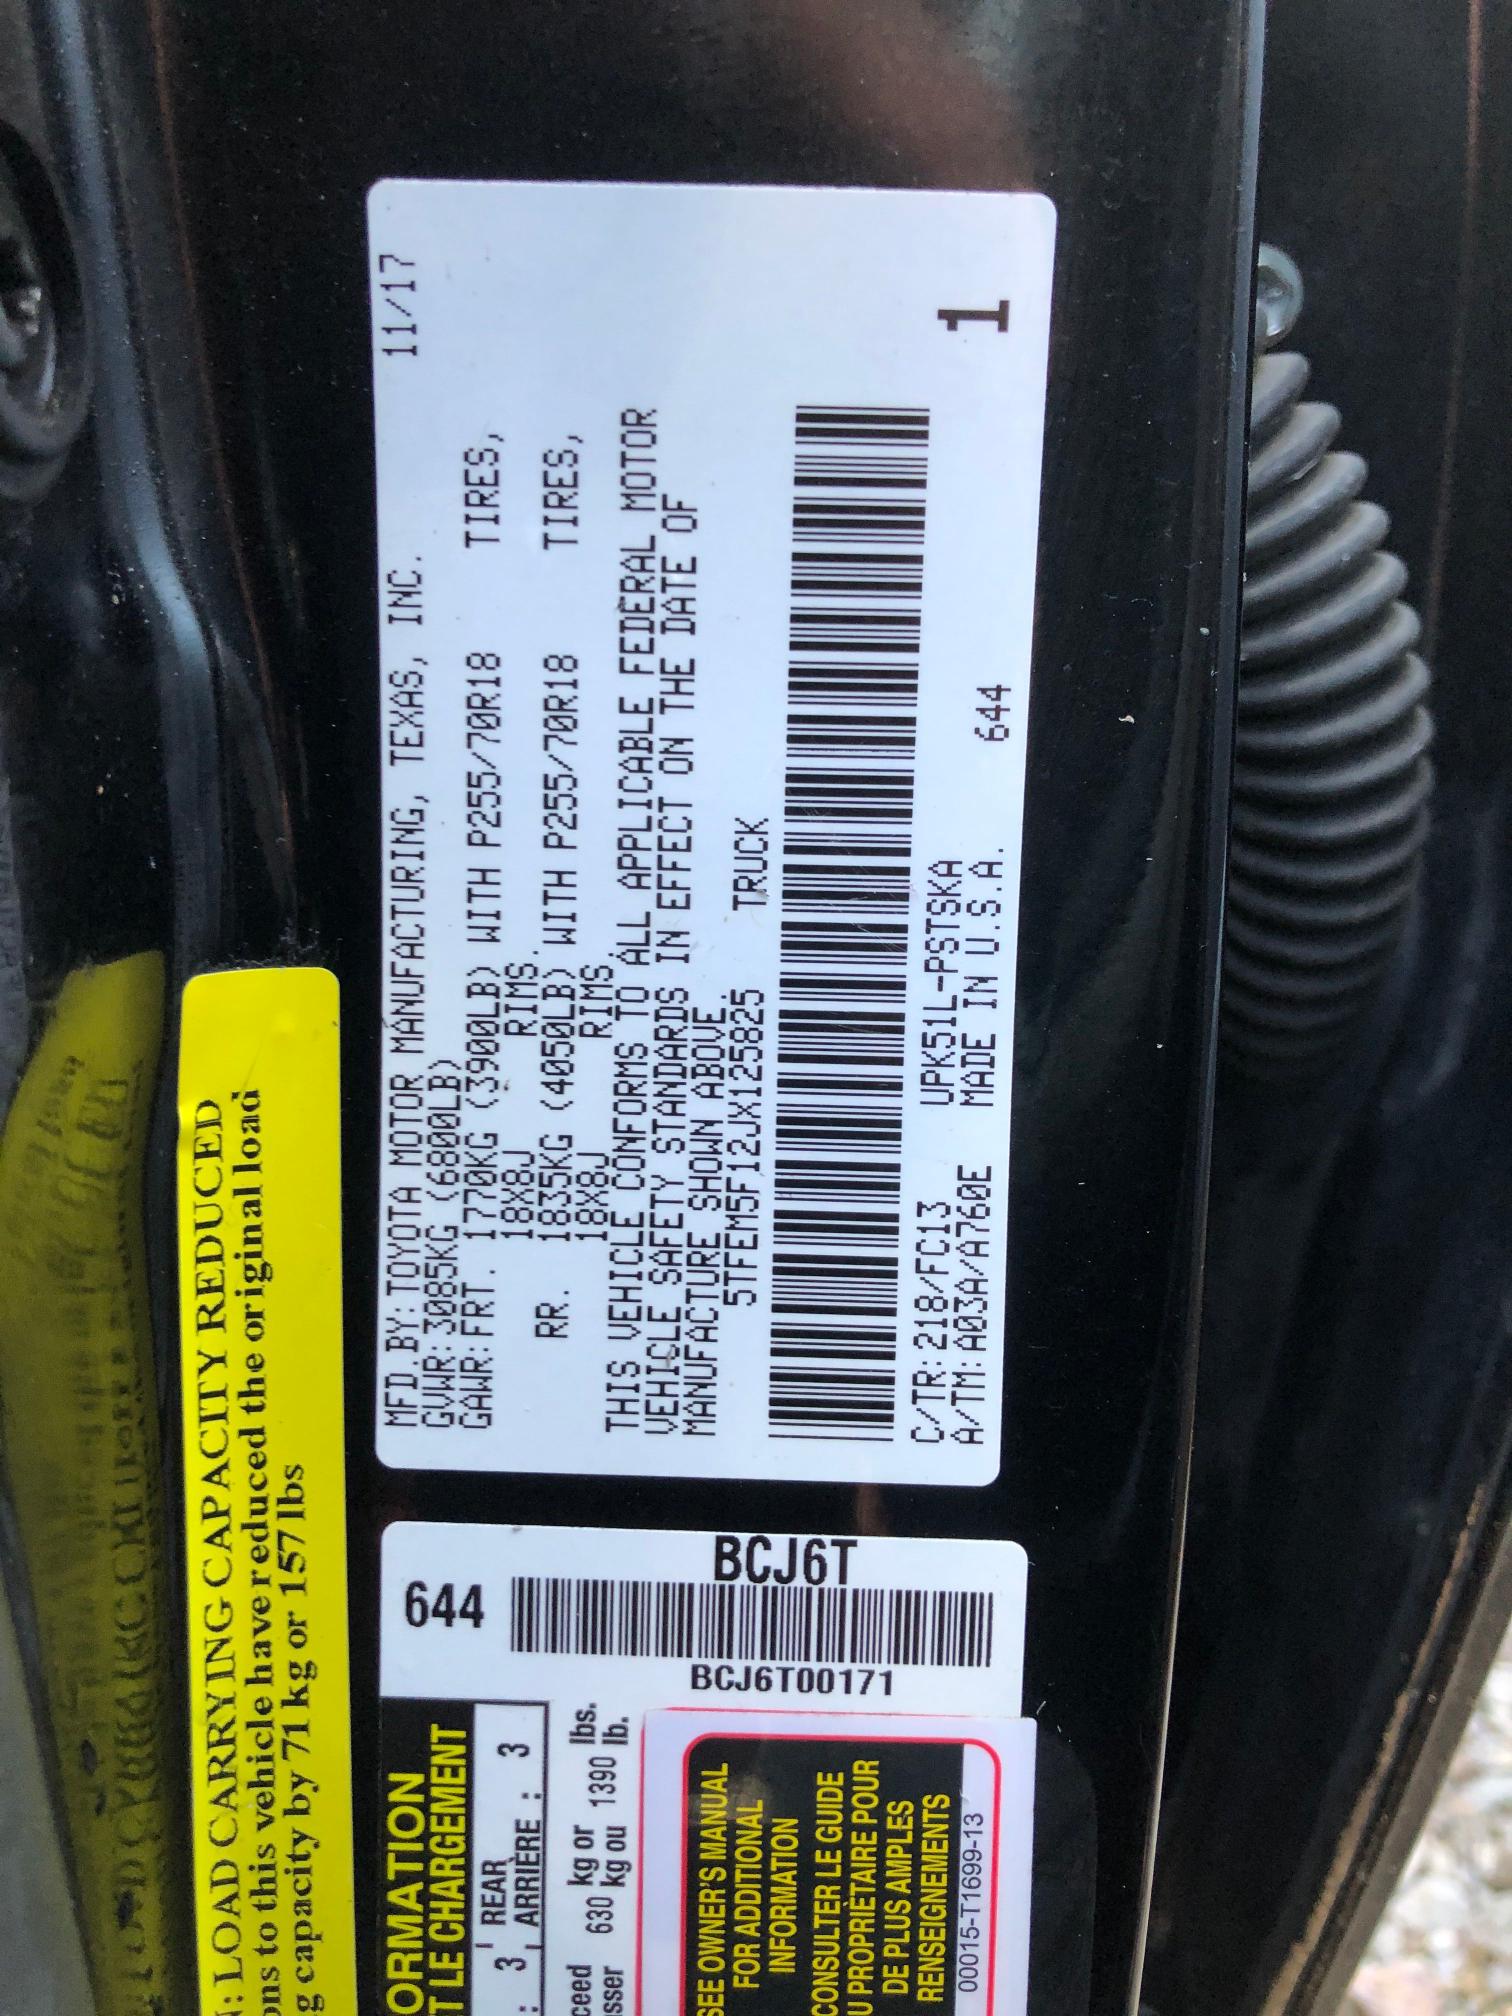 MFD.BY:TOYOTA MOTOR MANUFACTURING, TEXAS, INC. 11/17
GVWR:3085KG (6800LB)
GAWR:FRT. 1770KG (3900LB) WITH P255/70R18 TIRES,
18X8J RIMS.
RR. 1835KG (4050LB) WITH P255/70R18 TIRES,
18X8J RIMS.
THIS VEHICLE CONFORMS TO ALL APPLICABLE FEDERAL MOTOR
VEHICLE SAFETY STANDARDS IN EFFECT ON THE DATE OF
MANUFACTURE SHOWN ABOVE.
5TFEM5F12JX125825 TRUCK
C/TR:218/FC13 UPK51L-PSTSKA
A/TM:A03A/A760E MADE IN U.S.A. 644
1
LOAD CARRYING CAPACITY REDUCED
to this vehicle have reduced the original load
capacity by 71 kg or 157 lbs
644
BCJ6T
BCJ6T00171
LE CHARGEMENT
3 REAR 3
ARRIÈRE :
630 kg or 1390 lbs.
kg ou lb.
SEE OWNER'S MANUAL
FOR ADDITIONAL
INFORMATION
CONSULTER LE GUIDE
PROPRIÉTAIRE POUR
DE PLUS AMPLES
RENSEIGNEMENTS
00015-T1699-13